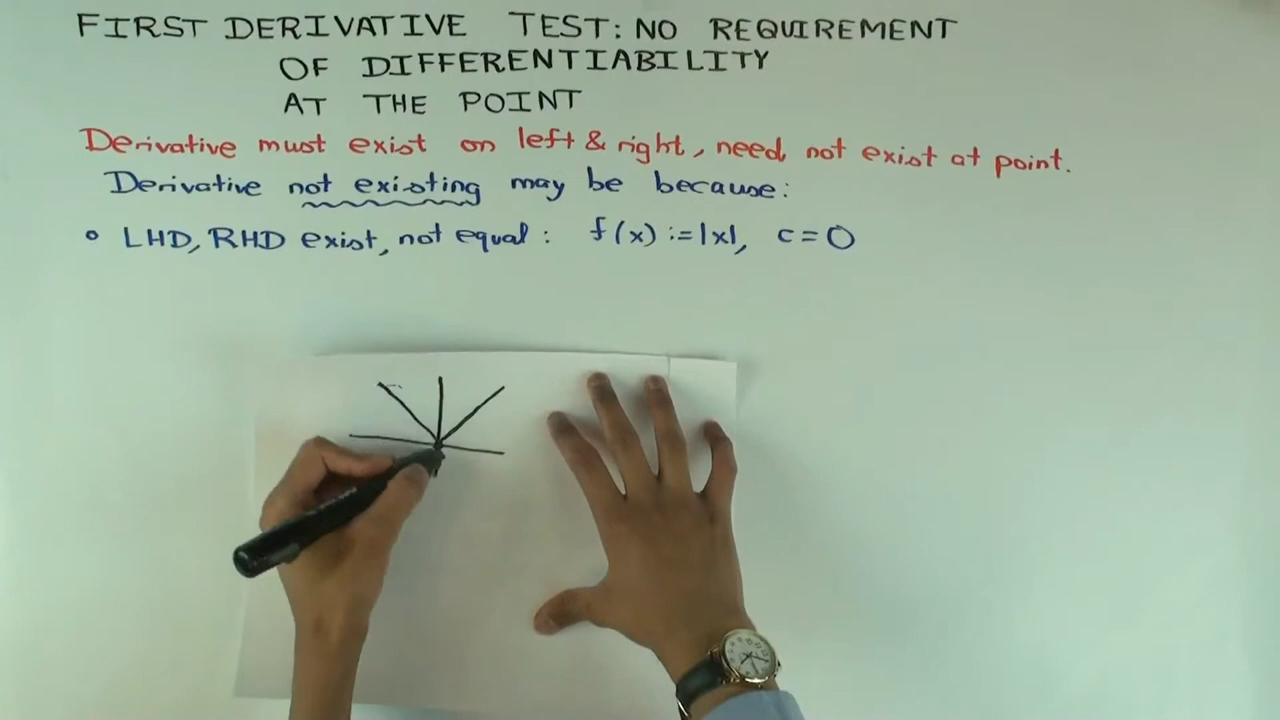 FIRST DERIVATIVE TEST: NO REQUIREMENT
OF DIFFERENTIABILITY
AT THE POINT
Derivative must exist on left & right, need not exist at point.
Derivative not existing may be because:
∘ LHD, RHD exist, not equal: f(x) := |x|, c = 0